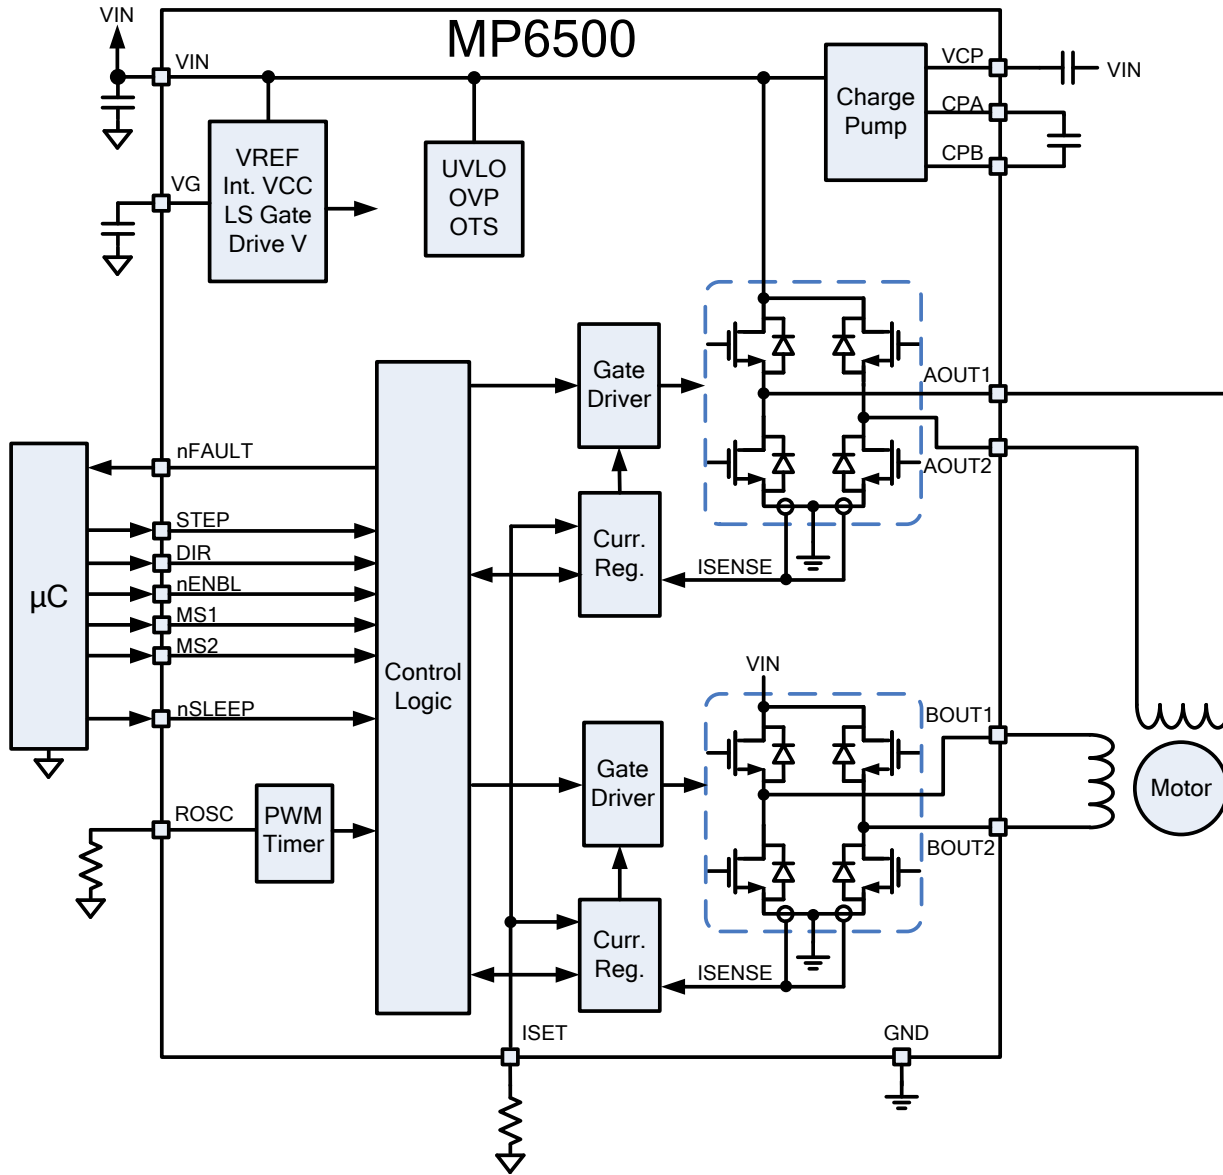 VIN
MP6500
VIN
VCP
VIN
Charge
Pump
CPA
CPB
VREF
Int. VCC
LS Gate
Drive V
UVLO
OVP
OTS
VG
Gate
Driver
AOUT1
nFAULT
AOUT2
STEP
DIR
Curr.
Reg.
ISENSE
nENBL
µC
MS1
MS2
Control
Logic
VIN
nSLEEP
BOUT1
Gate
Driver
Motor
ROSC
PWM
Timer
BOUT2
Curr.
Reg.
ISENSE
ISET
GND